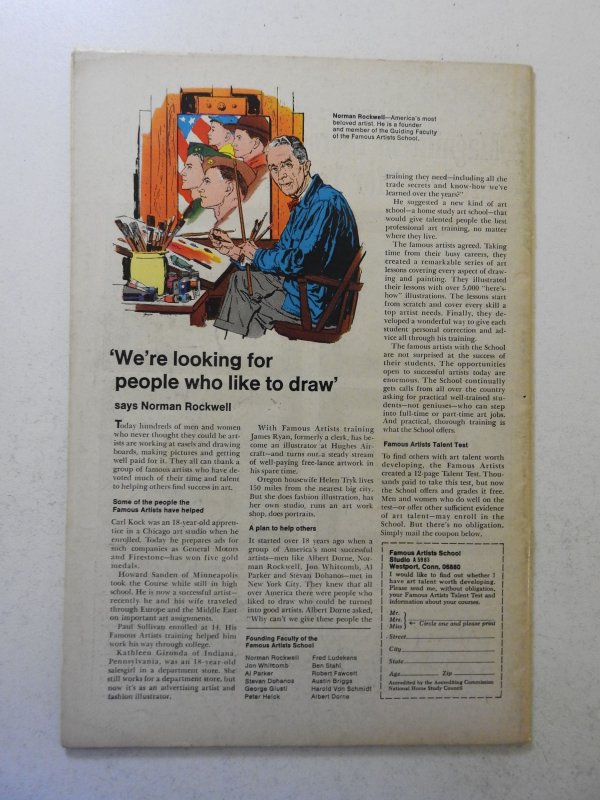 Norman Rockwell—America's most
beloved artist. He is a founder
and member of the Guiding Faculty
of the Famous Artists School.
'We're looking for
people who like to draw'
says Norman Rockwell
Today hundreds of men and women
who never thought they could be art-
ists are working at easels and drawing
boards, making pictures and getting
well paid for it. They all can thank a
group of famous artists who have de-
voted much of their time and talent
to helping others find success in art.
Some of the people the
Famous Artists have helped
Carl Kock was an 18-year-old appren-
tice in a Chicago art studio when he
enrolled. Today he prepares ads for
such companies as General Motors
and Firestone—has won five gold
medals.
Howard Sanden of Minneapolis
took the Course while still in high
school. He is now a successful artist—
recently he and his wife traveled
through Europe and the Middle East
on important art assignments.
Paul Sullivan enrolled at 14. His
Famous Artists training helped him
work his way through college.
Kathleen Gironda of Indiana,
Pennsylvania, was an 18-year-old
salesgirl in a department store. She
still works for a department store, but
now it's as an advertising artist and
fashion illustrator.
With Famous Artists training
James Ryan, formerly a clerk, has be-
come an illustrator at Hughes Air-
craft—and turns out a steady stream
of well-paying free-lance artwork in
his spare time.
Oregon housewife Helen Tryk lives
150 miles from the nearest big city.
But she does fashion illustration, has
her own studio, runs an art work
shop, does portraits.
A plan to help others
It started over 18 years ago when a
group of America's most successful
artists—men like Albert Dorne, Nor-
man Rockwell, Jon Whitcomb, Al
Parker and Stevan Dohanos—met in
New York City. They knew that all
over America there were people who
liked to draw who could be turned
into good artists. Albert Dorne asked,
"Why can't we give these people the
Founding Faculty of the
Famous Artists School
Norman Rockwell
Jon Whitcomb
Al Parker
Stevan Dohanos
George Giusti
Peter Helck
Fred Ludekens
Ben Stahl
Robert Fawcett
Austin Briggs
Harold Von Schmidt
Albert Dorne
training they need—including all the
trade secrets and know-how we've
learned over the years?"
He suggested a new kind of art
school—a home study art school—that
would give talented people the best
professional art training, no matter
where they live.
The famous artists agreed. Taking
time from their busy careers, they
created a remarkable series of art
lessons covering every aspect of draw-
ing and painting. They illustrated
their lessons with over 5,000 "here's-
how" illustrations. The lessons start
from scratch and cover every skill a
top artist needs. Finally, they de-
veloped a wonderful way to give each
student personal correction and ad-
vice all through his training.
The famous artists with the School
are not surprised at the success of
their students. The opportunities
open to successful artists today are
enormous. The School continually
gets calls from all over the country
asking for practical well-trained stu-
dents—not geniuses—who can step
into full-time or part-time art jobs.
And practical, thorough training is
what the School offers.
Famous Artists Talent Test
To find others with art talent worth
developing, the Famous Artists
created a 12-page Talent Test. Thou-
sands paid to take this test, but now
the School offers and grades it free.
Men and women who do well on the
test—or offer other sufficient evidence
of art talent—may enroll in the
School. But there's no obligation.
Simply mail the coupon below.
Famous Artists School
Studio A 5983
Westport, Conn. 06880
I would like to find out whether I
have art talent worth developing.
Please send me, without obligation,
your Famous Artists Talent Test and
information about your courses.
Mr.
Mrs.
Miss
← Circle one and please print
Street
City
State
Age Zip
Accredited by the Accrediting Commission
National Home Study Council